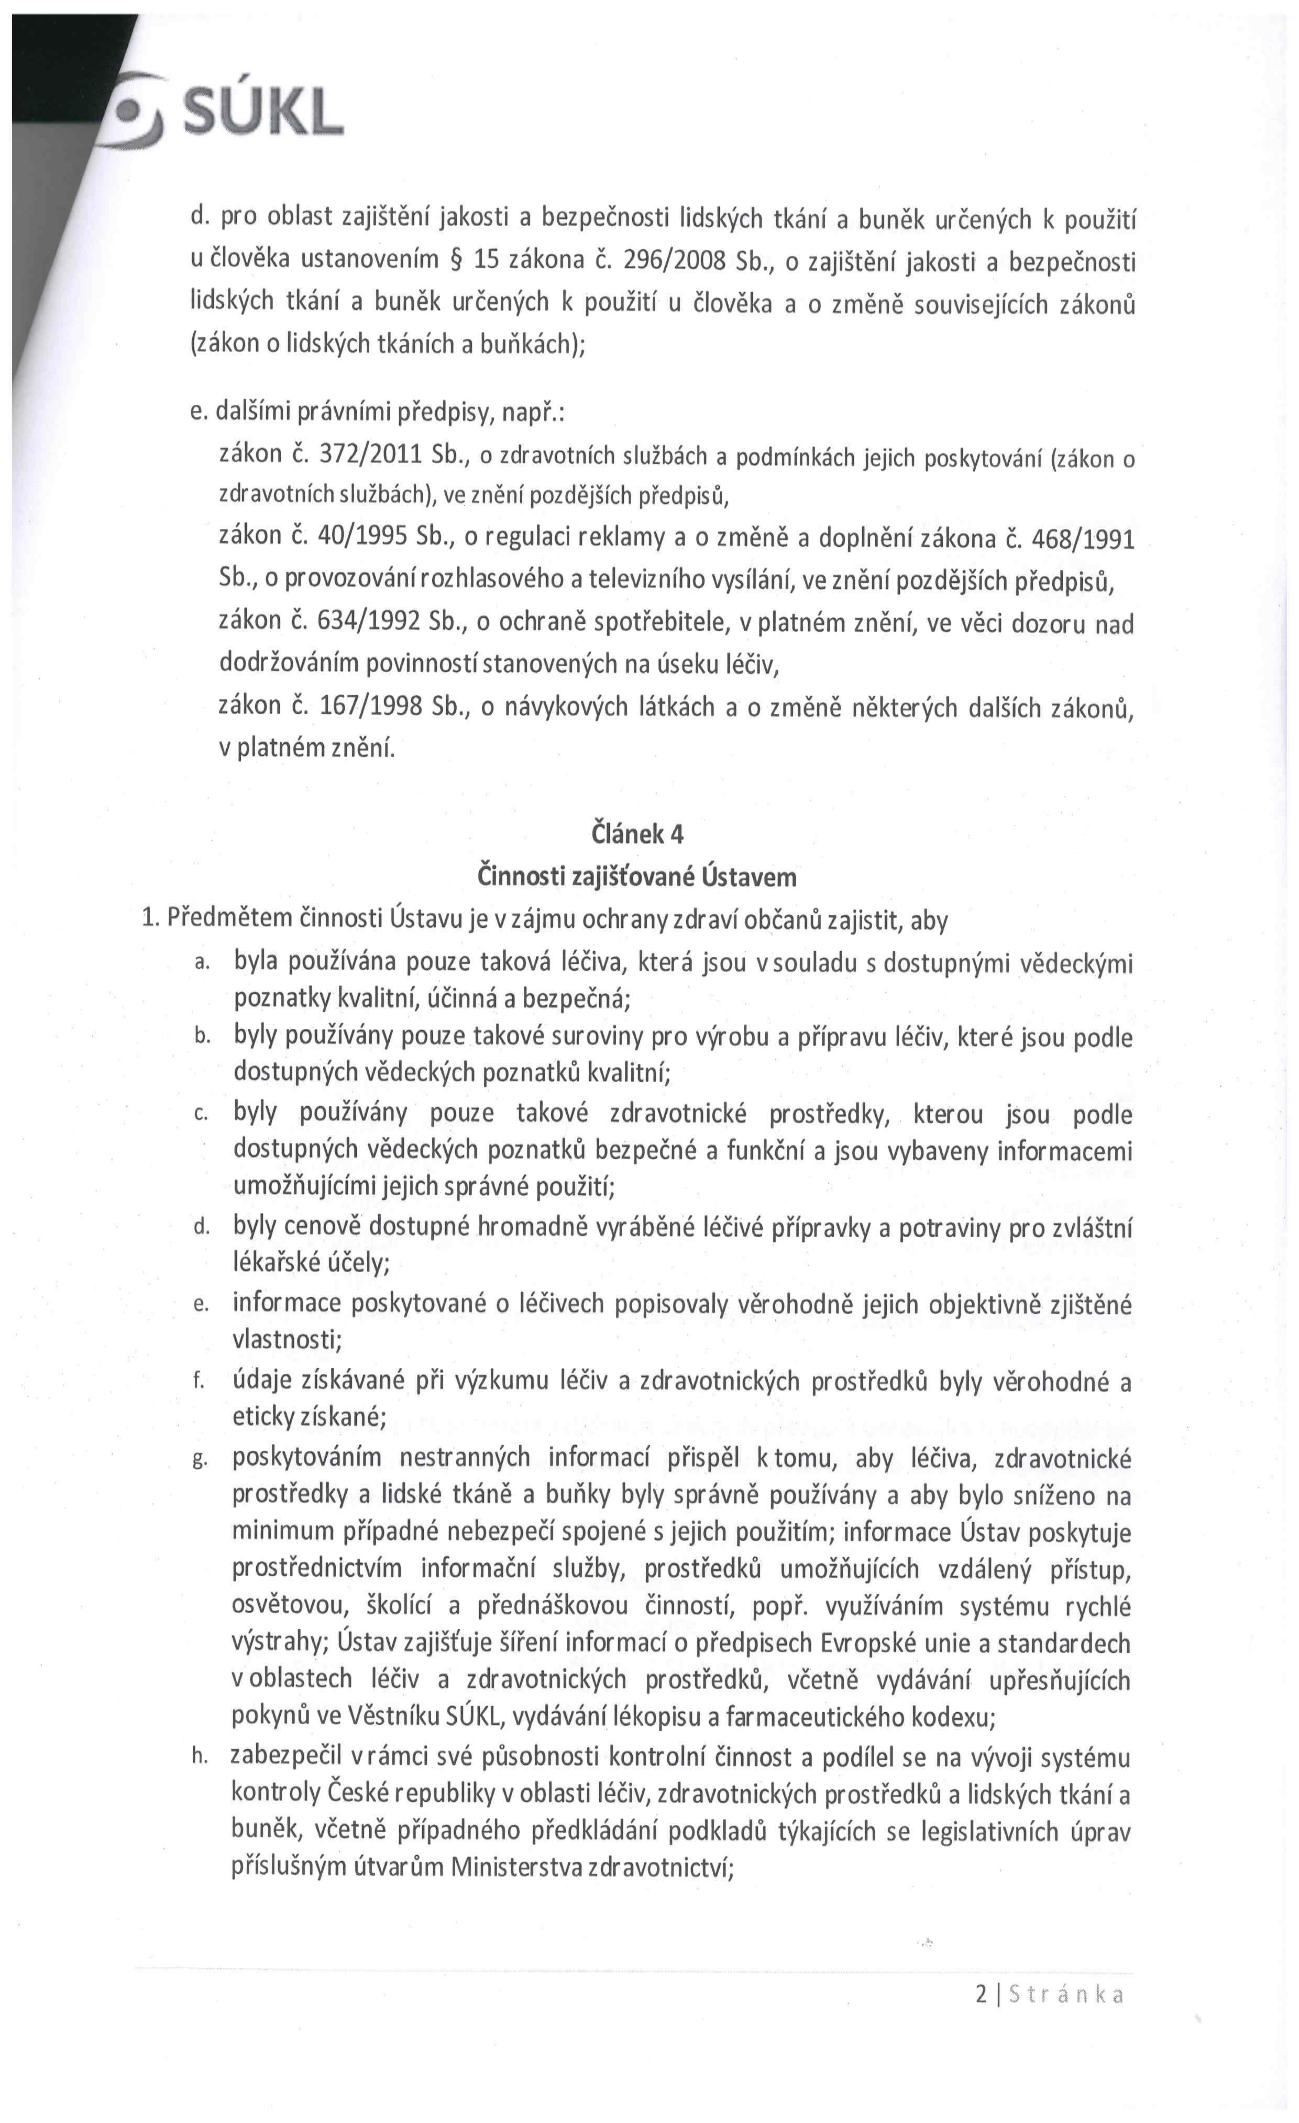 SÚKL
d. pro oblast zajištění jakosti a bezpečnosti lidských tkání a buněk určených k použití
u člověka ustanovením § 15 zákona č. 296/2008 Sb., o zajištění jakosti a bezpečnosti
lidských tkání a buněk určených k použití u člověka a o změně souvisejících zákonů
(zákon o lidských tkáních a buňkách);
e. dalšími právními předpisy, např.:
zákon č. 372/2011 Sb., o zdravotních službách a podmínkách jejich poskytování (zákon o
zdravotních službách), ve znění pozdějších předpisů,
zákon č. 40/1995 Sb., o regulaci reklamy a o změně a doplnění zákona č. 468/1991
Sb., o provozování rozhlasového a televizního vysílání, ve znění pozdějších předpisů,
zákon č. 634/1992 Sb., o ochraně spotřebitele, v platném znění, ve věci dozoru nad
dodržováním povinností stanovených na úseku léčiv,
zákon č. 167/1998 Sb., o návykových látkách a o změně některých dalších zákonů,
v platném znění.
Článek 4
Činnosti zajišťované Ústavem
1. Předmětem činnosti Ústavu je v zájmu ochrany zdraví občanů zajistit, aby
a. byla používána pouze taková léčiva, která jsou v souladu s dostupnými vědeckými
poznatky kvalitní, účinná a bezpečná;
b. byly používány pouze takové suroviny pro výrobu a přípravu léčiv, které jsou podle
dostupných vědeckých poznatků kvalitní;
c. byly používány pouze takové zdravotnické prostředky, kterou jsou podle
dostupných vědeckých poznatků bezpečné a funkční a jsou vybaveny informacemi
umožňujícími jejich správné použití;
d. byly cenově dostupné hromadně vyráběné léčivé přípravky a potraviny pro zvláštní
lékařské účely;
e. informace poskytované o léčivech popisovaly věrohodně jejich objektivně zjištěné
vlastnosti;
f. údaje získávané při výzkumu léčiv a zdravotnických prostředků byly věrohodné a
eticky získané;
g. poskytováním nestranných informací přispěl k tomu, aby léčiva, zdravotnické
prostředky a lidské tkáně a buňky byly správně používány a aby bylo sníženo na
minimum případné nebezpečí spojené s jejich použitím; informace Ústav poskytuje
prostřednictvím informační služby, prostředků umožňujících vzdálený přístup,
osvětovou, školící a přednáškovou činností, popř. využíváním systému rychlé
výstrahy; Ústav zajišťuje šíření informací o předpisech Evropské unie a standardech
v oblastech léčiv a zdravotnických prostředků, včetně vydávání upřesňujících
pokynů ve Věstníku SÚKL, vydávání lékopisu a farmaceutického kodexu;
h. zabezpečil v rámci své působnosti kontrolní činnost a podílel se na vývoji systému
kontroly České republiky v oblasti léčiv, zdravotnických prostředků a lidských tkání a
buněk, včetně případného předkládání podkladů týkajících se legislativních úprav
příslušným útvarům Ministerstva zdravotnictví;
2 | Stránka